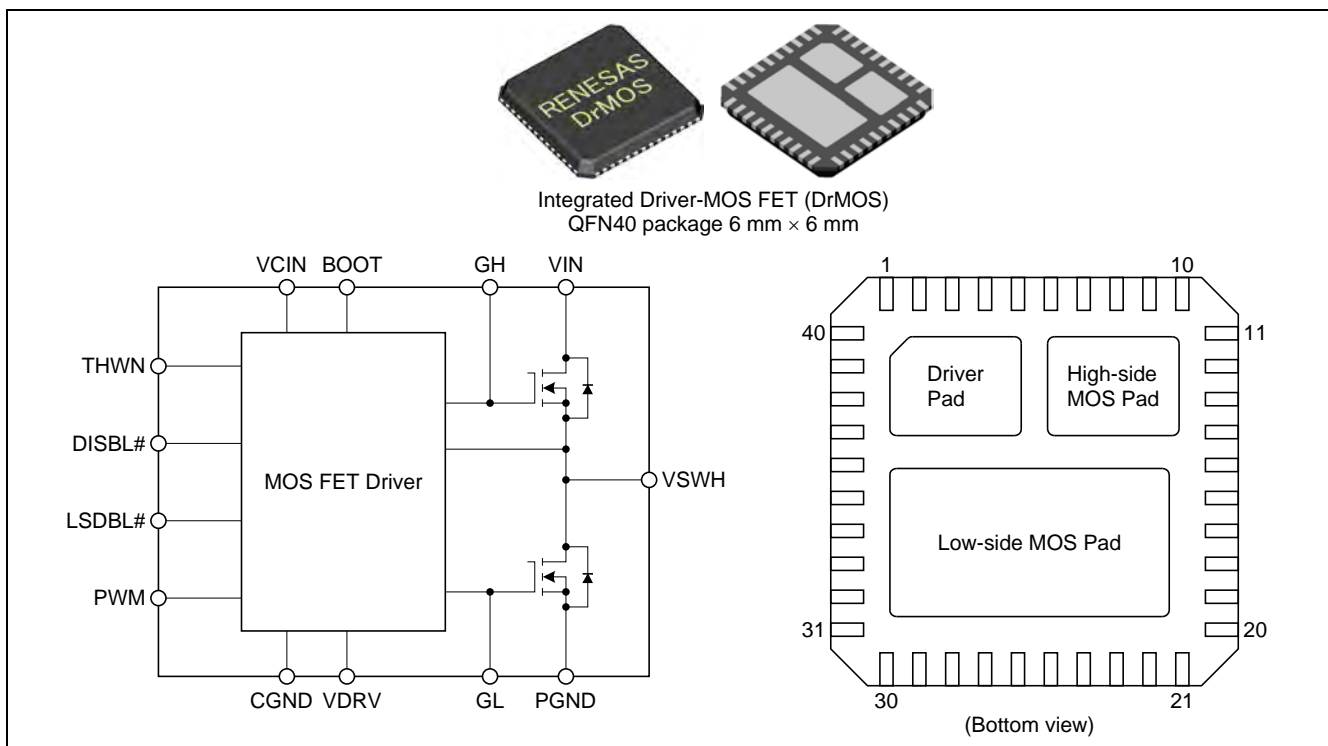 RENESAS
DrMOS
Integrated Driver-MOS FET (DrMOS)
QFN40 package 6 mm × 6 mm
VCIN BOOT GH VIN
THWN
DISBL#
LSDBL#
PWM
MOS FET Driver
VSWH
CGND VDRV GL PGND
1 10
40 11
Driver
Pad
High-side
MOS Pad
Low-side MOS Pad
31 20
30 21
(Bottom view)